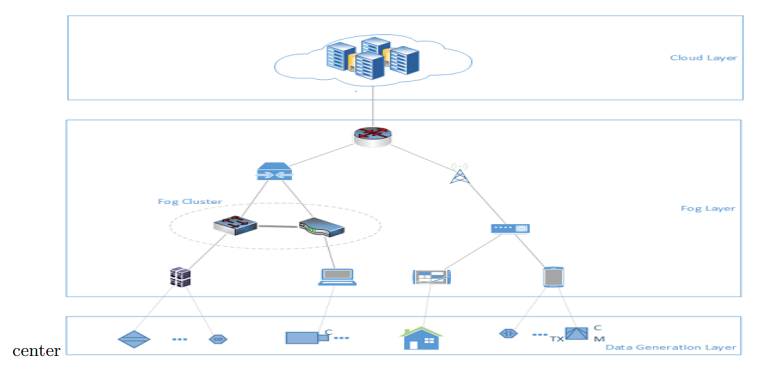 Cloud Layer
Fog Cluster
Fog Layer
C
C
TX
M
center
Data Generation Layer